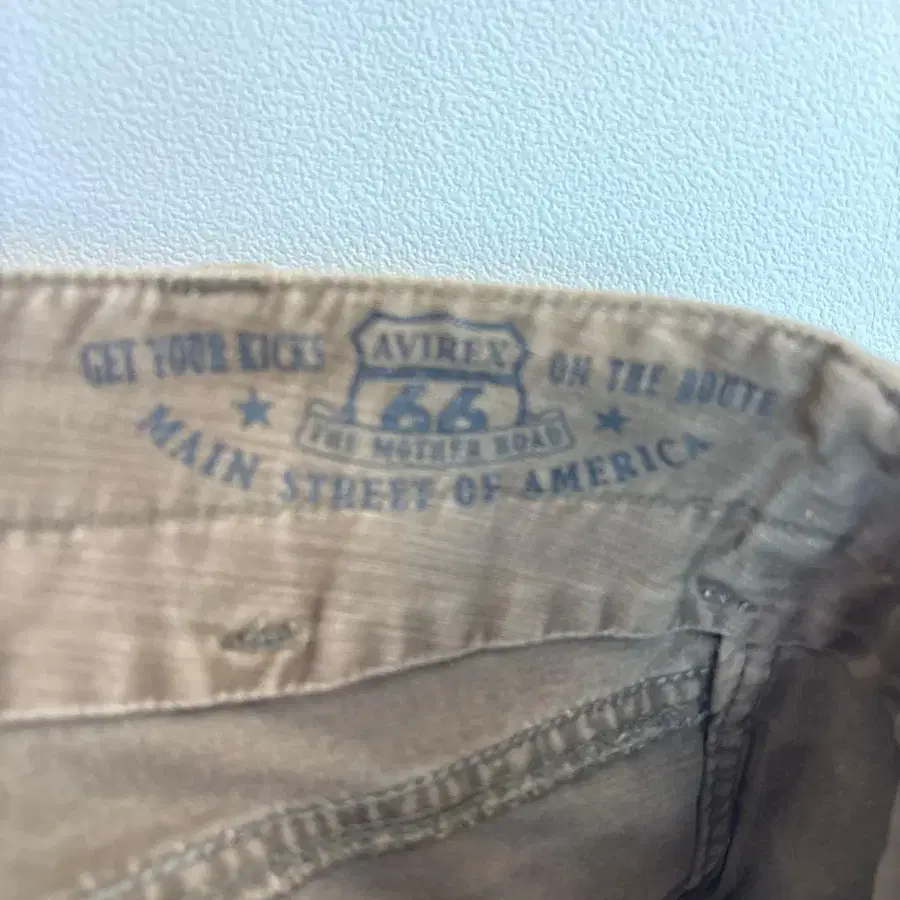 GET YOUR KICKS AVIREX ON THE ROUTE
66
THE MOTHER ROAD
MAIN STREET OF AMERICA